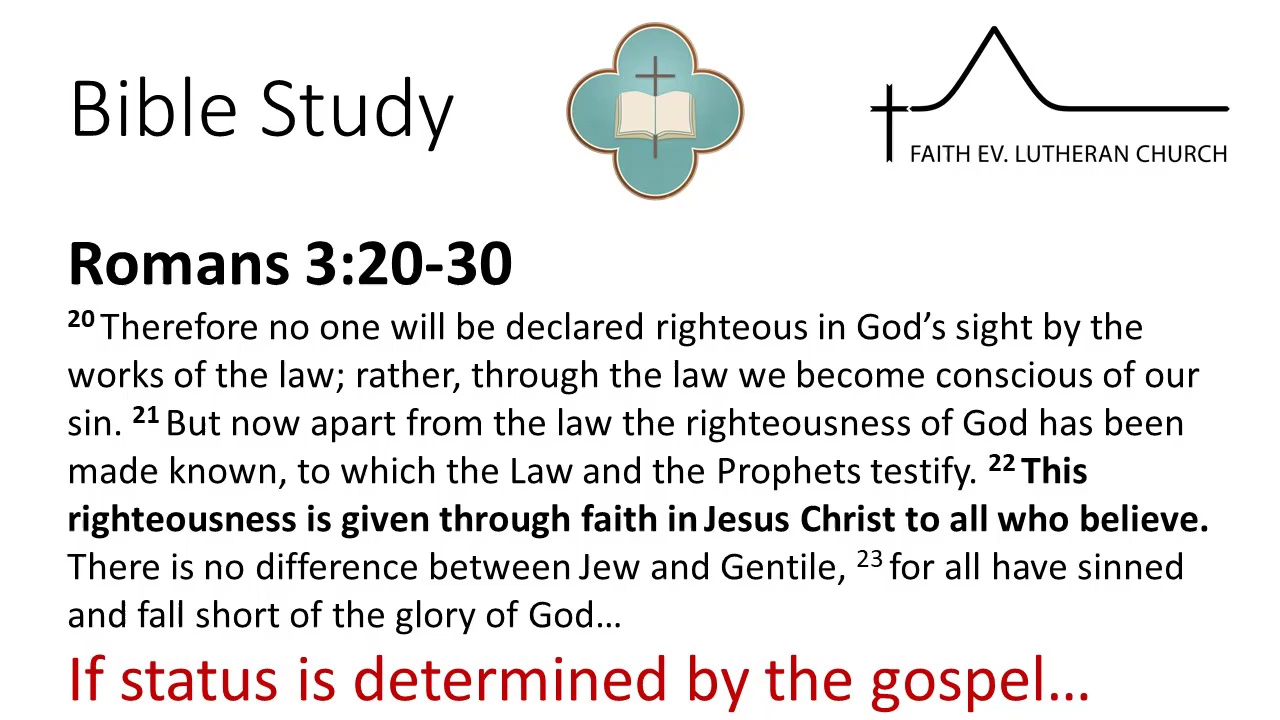 Bible Study
FAITH EV. LUTHERAN CHURCH
Romans 3:20-30
20 Therefore no one will be declared righteous in God’s sight by the
works of the law; rather, through the law we become conscious of our
sin. 21 But now apart from the law the righteousness of God has been
made known, to which the Law and the Prophets testify. 22 This
righteousness is given through faith in Jesus Christ to all who believe.
There is no difference between Jew and Gentile, 23 for all have sinned
and fall short of the glory of God…
If status is determined by the gospel…